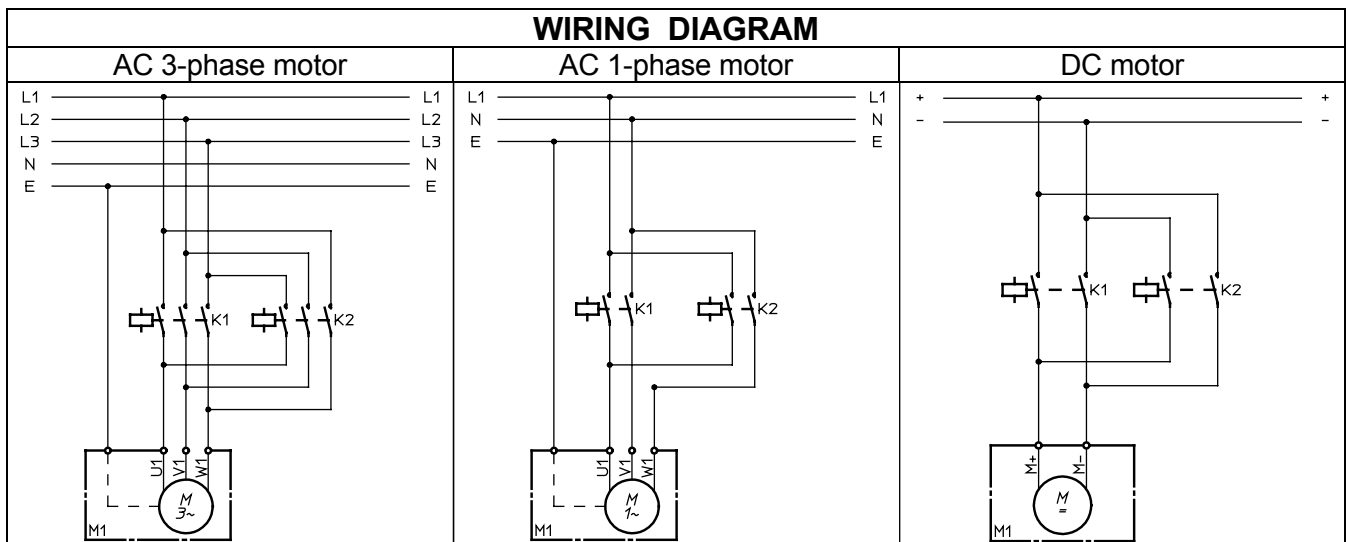 WIRING DIAGRAM
AC 3-phase motor
AC 1-phase motor
DC motor
L1 L1
L2 L2
L3 L3
N N
E E
K1 K2
U1 V1 W1
M
3~
M1
L1 L1
N N
E E
K1 K2
U1 V1 W1
M
1~
M1
+ +
- -
K1 K2
M+ M-
M
=
M1